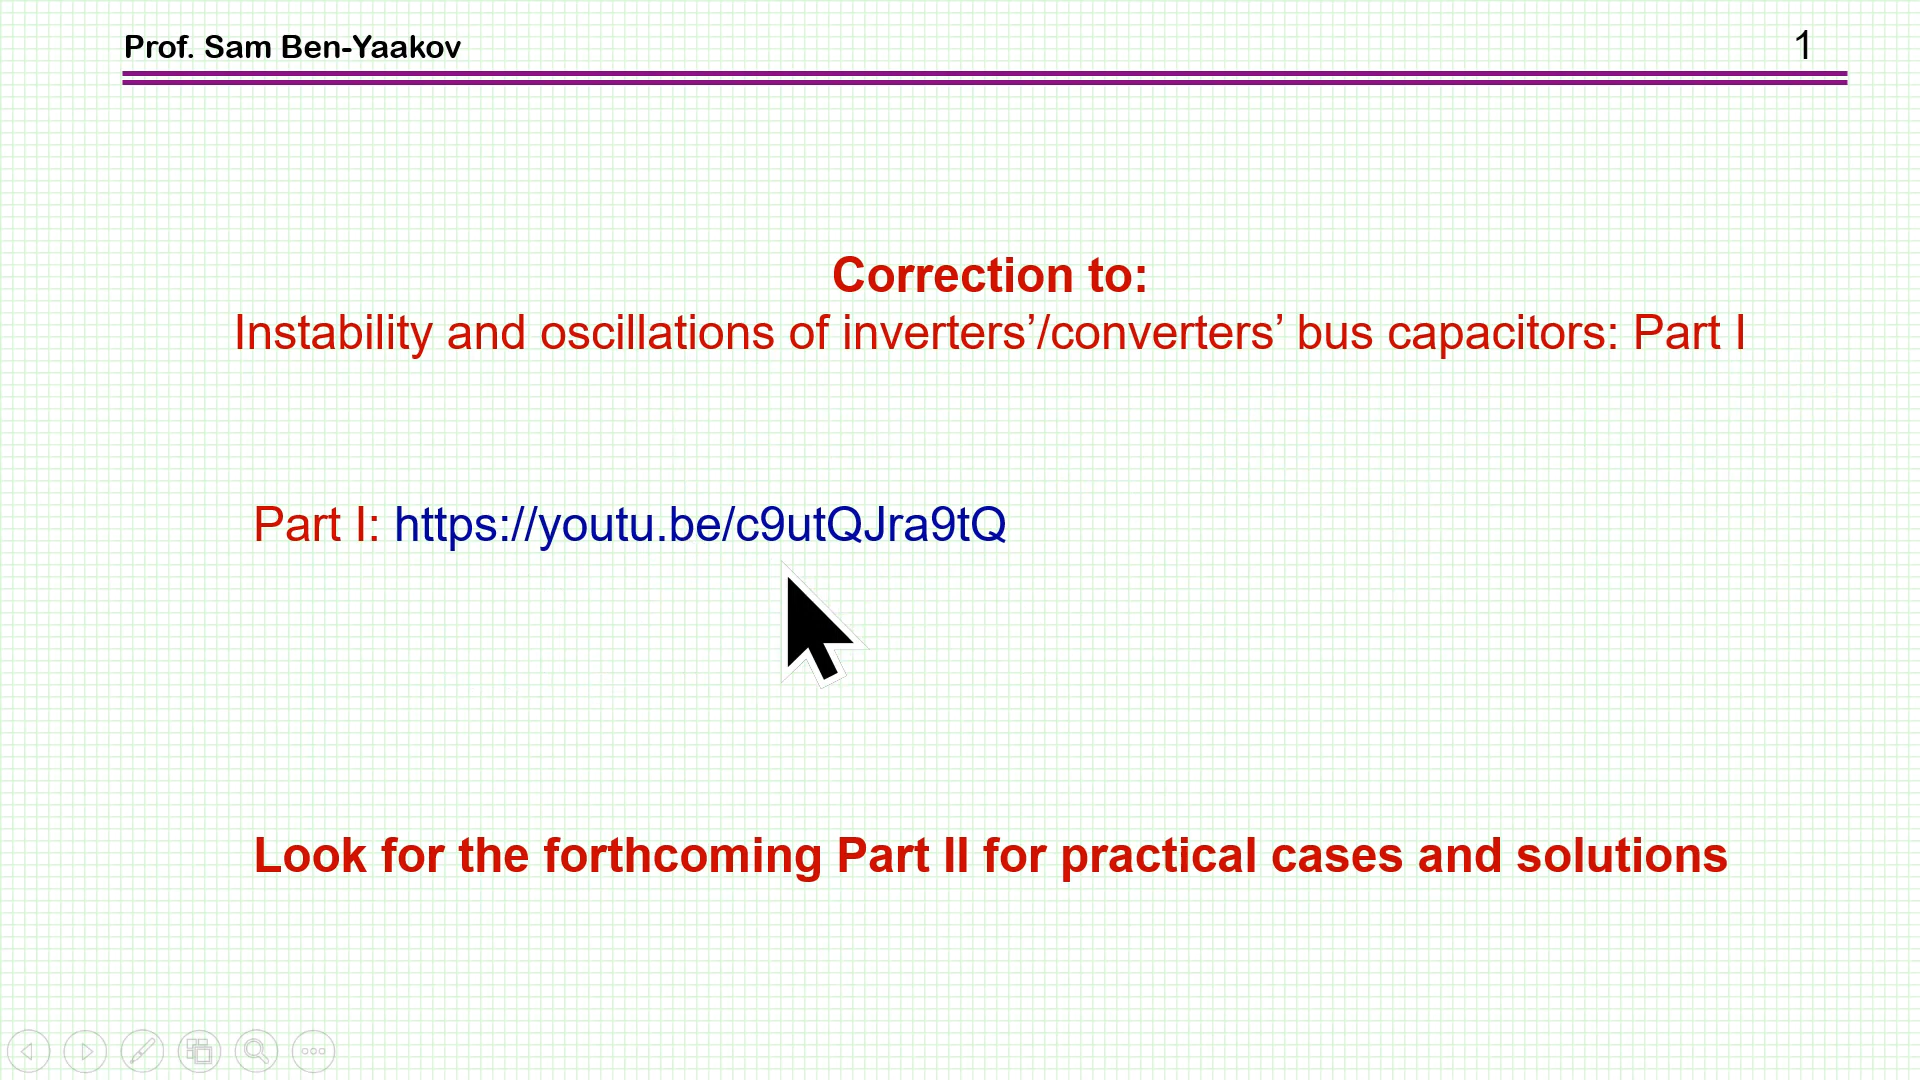 Prof. Sam Ben-Yaakov
1
Correction to:
Instability and oscillations of inverters’/converters’ bus capacitors: Part I
Part I: https://youtu.be/c9utQJra9tQ
Look for the forthcoming Part II for practical cases and solutions